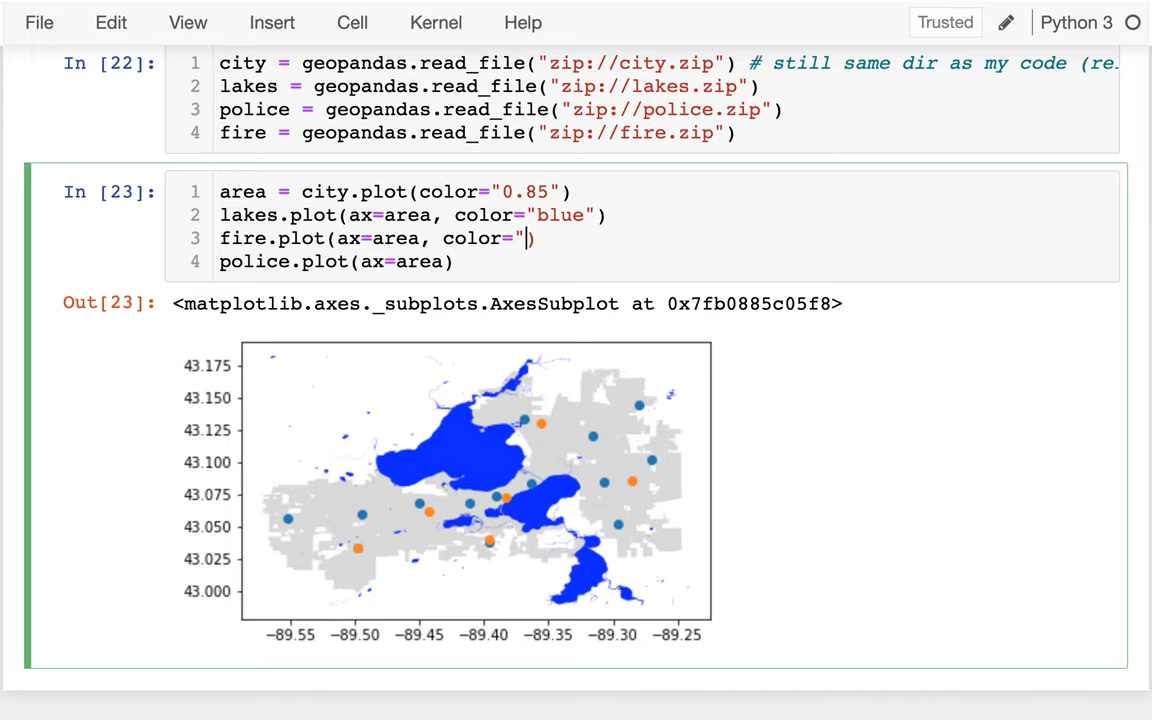 File Edit View Insert Cell Kernel Help Trusted Python 3
In [22]:
1 city = geopandas.read_file("zip://city.zip") # still same dir as my code (re
2 lakes = geopandas.read_file("zip://lakes.zip")
3 police = geopandas.read_file("zip://police.zip")
4 fire = geopandas.read_file("zip://fire.zip")
In [23]:
1 area = city.plot(color="0.85")
2 lakes.plot(ax=area, color="blue")
3 fire.plot(ax=area, color=")
4 police.plot(ax=area)
Out[23]: <matplotlib.axes._subplots.AxesSubplot at 0x7fb0885c05f8>
43.175
43.150
43.125
43.100
43.075
43.050
43.025
43.000
−89.55 −89.50 −89.45 −89.40 −89.35 −89.30 −89.25